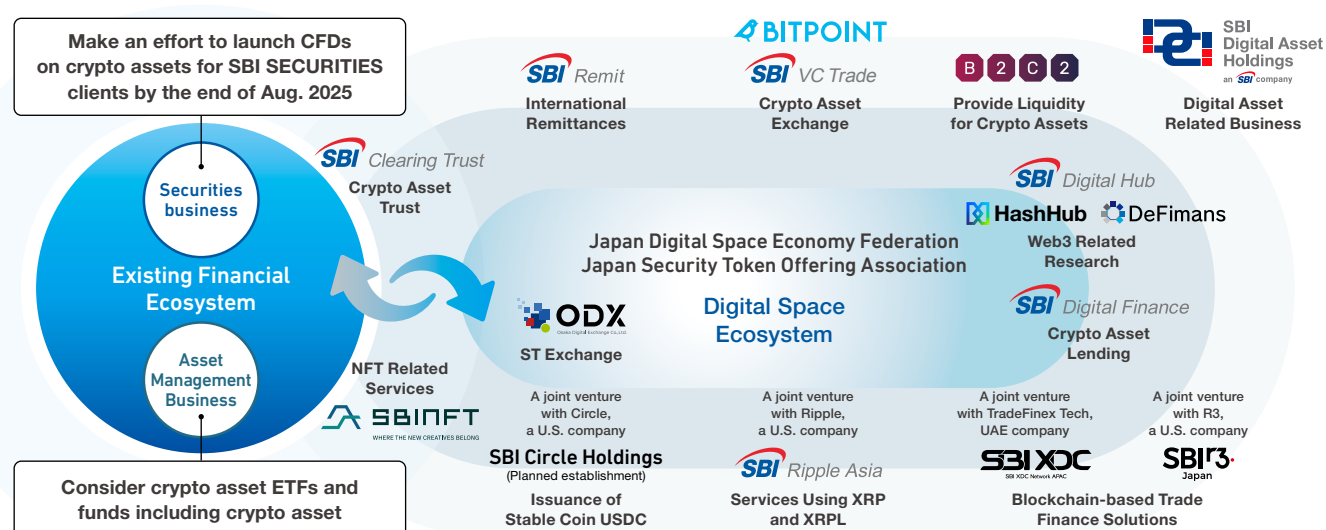 Make an effort to launch CFDs
on crypto assets for SBI SECURITIES
clients by the end of Aug. 2025
Securities
business
Existing Financial
Ecosystem
Asset
Management
Business
Consider crypto asset ETFs and
funds including crypto asset
SBI Clearing Trust
Crypto Asset
Trust
NFT Related
Services
SBINFT
WHERE THE NEW CREATIVES BELONG
SBI Remit
International
Remittances
BITPOINT
SBI VC Trade
Crypto Asset
Exchange
B2C2
Provide Liquidity
for Crypto Assets
SBI
Digital Asset
Holdings
an SBI company
Digital Asset
Related Business
SBI Digital Hub
HashHub DeFimans
Web3 Related
Research
Japan Digital Space Economy Federation
Japan Security Token Offering Association
Digital Space
Ecosystem
ODX
Osaka Digital Exchange Co.,Ltd.
ST Exchange
SBI Digital Finance
Crypto Asset
Lending
A joint venture
with Circle,
a U.S. company
SBI Circle Holdings
(Planned establishment)
Issuance of
Stable Coin USDC
A joint venture
with Ripple,
a U.S. company
SBI Ripple Asia
Services Using XRP
and XRPL
A joint venture
with TradeFinex Tech,
UAE company
SBI XDC
SBI XDC Network APAC
A joint venture
with R3,
a U.S. company
SBI r3.
Japan
Blockchain-based Trade
Finance Solutions